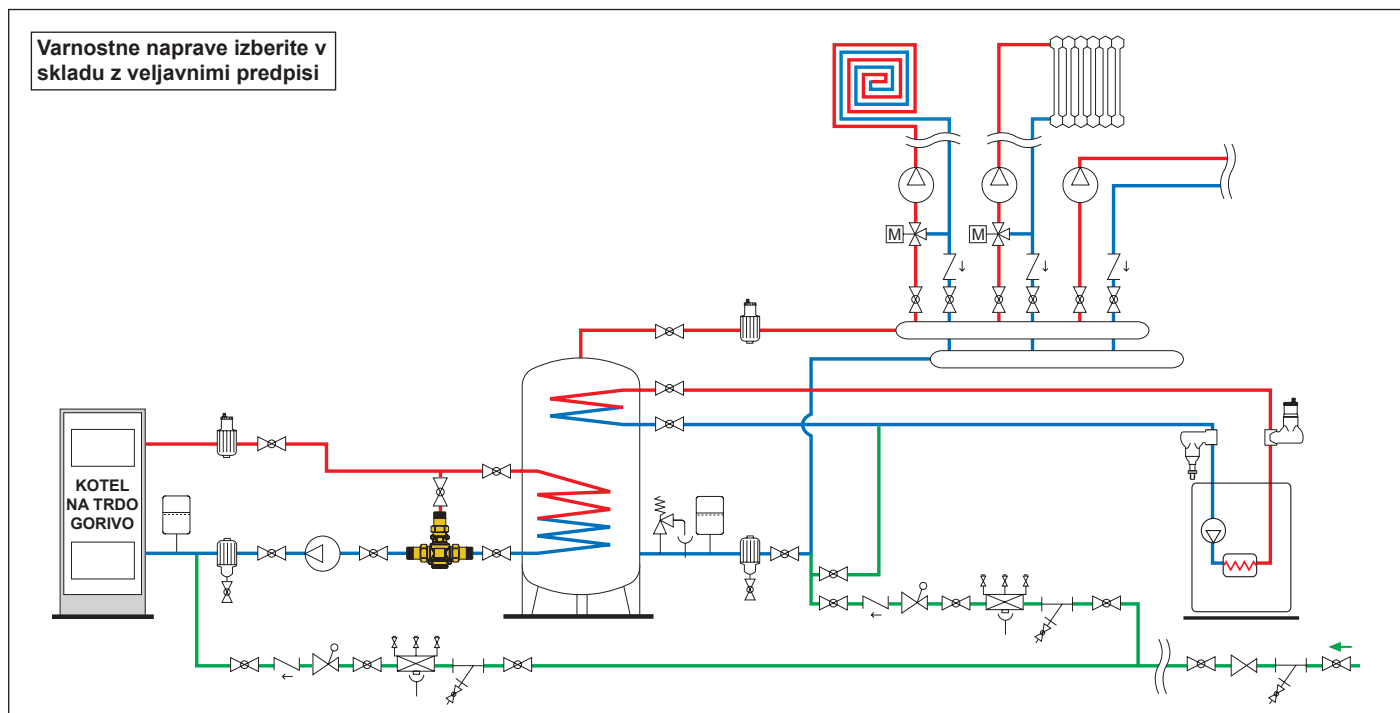 Varnostne naprave izberite v
skladu z veljavnimi predpisi
M
M
KOTEL
NA TRDO
GORIVO